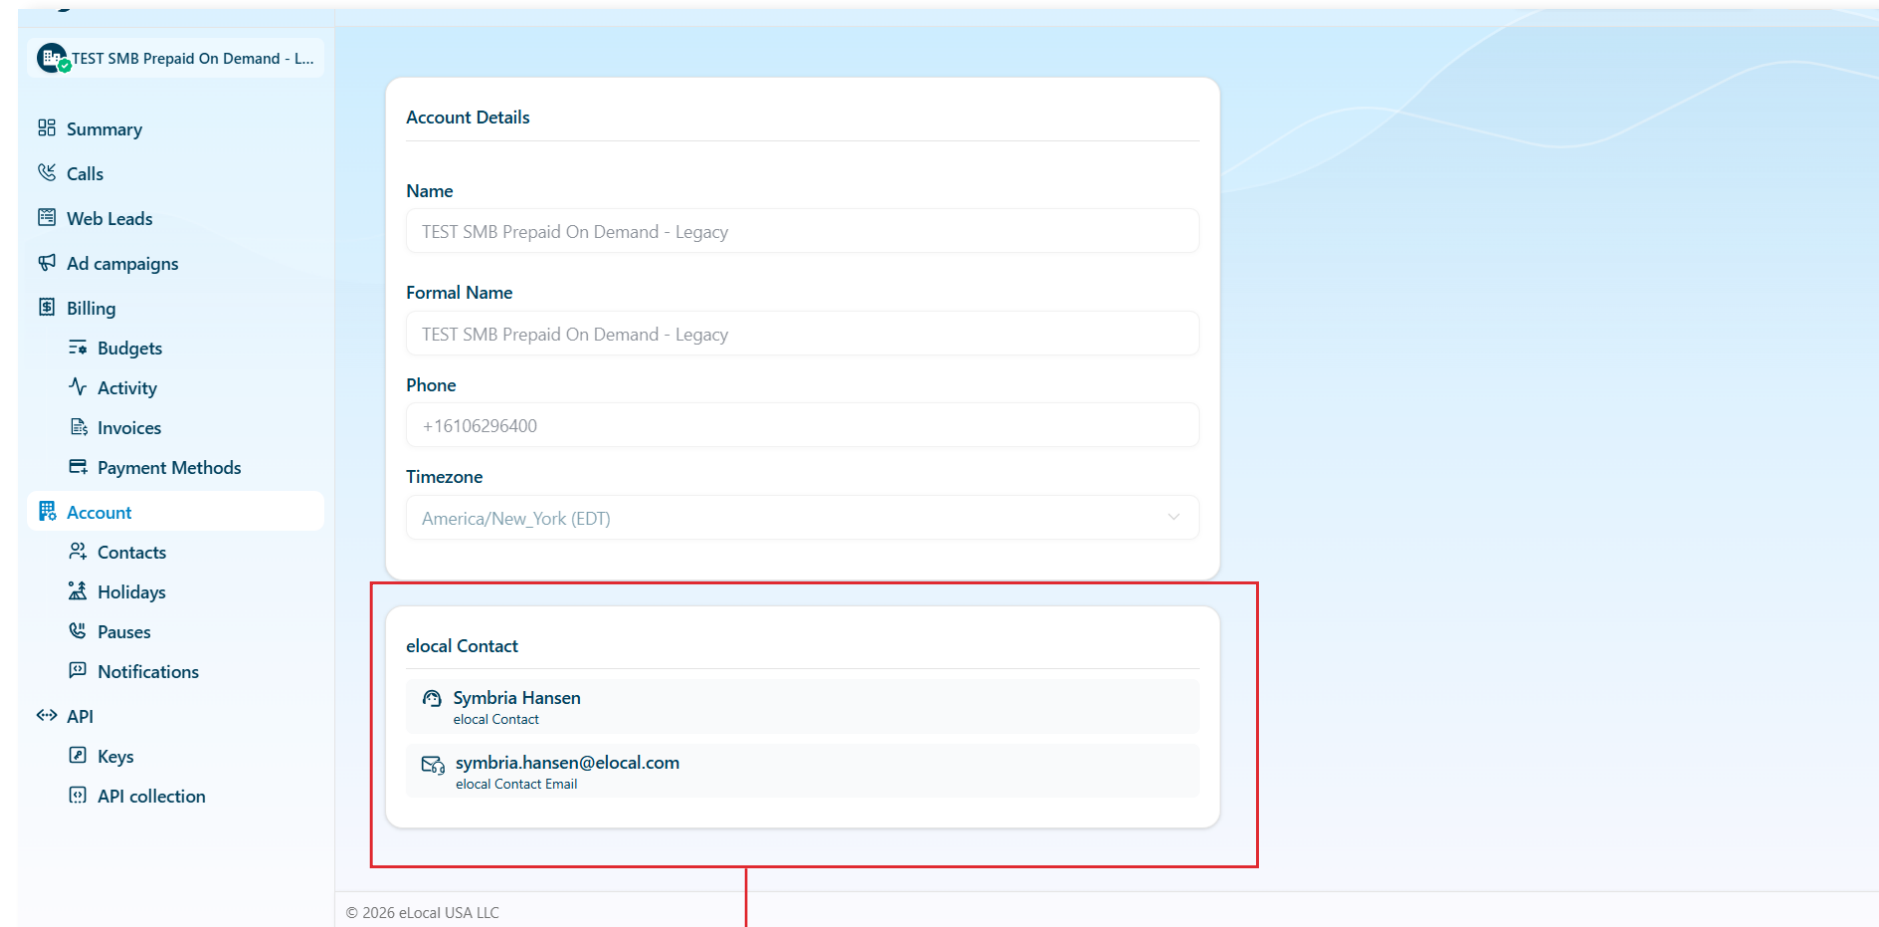 TEST SMB Prepaid On Demand - L...
Summary
Calls
Web Leads
Ad campaigns
Billing
Budgets
Activity
Invoices
Payment Methods
Account
Contacts
Holidays
Pauses
Notifications
API
Keys
API collection
Account Details
Name
TEST SMB Prepaid On Demand - Legacy
Formal Name
TEST SMB Prepaid On Demand - Legacy
Phone
+16106296400
Timezone
America/New_York (EDT)
elocal Contact
Symbria Hansen
elocal Contact
symbria.hansen@elocal.com
elocal Contact Email
© 2026 eLocal USA LLC